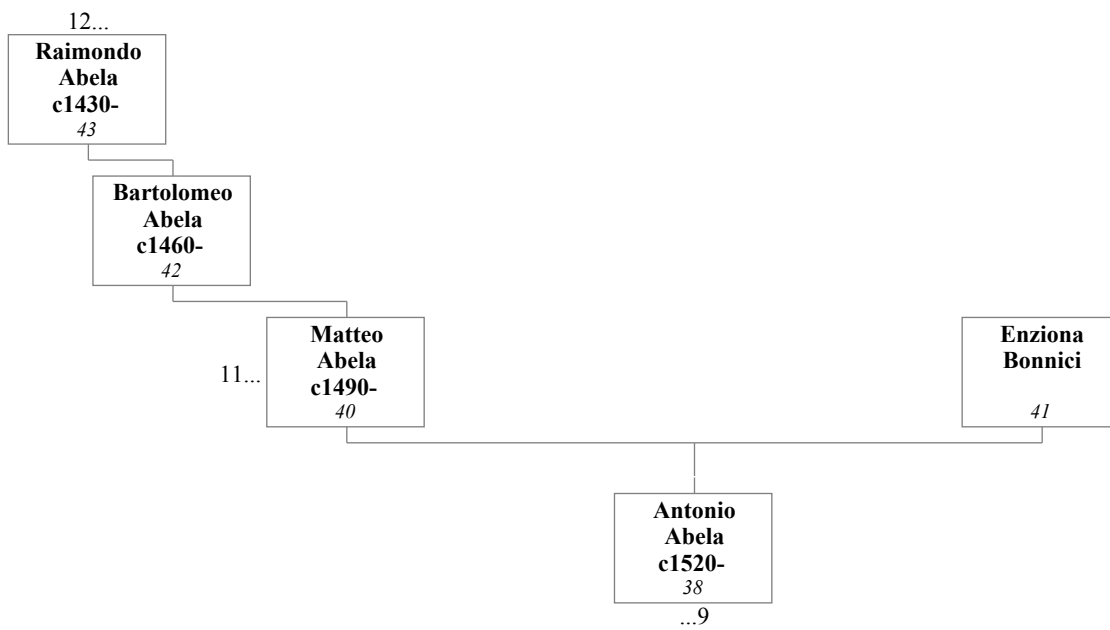 12...
Raimondo
Abela
c1430-
43
Bartolomeo
Abela
c1460-
42
11...
Matteo
Abela
c1490-
40
Enziona
Bonnici
41
Antonio
Abela
c1520-
38
...9